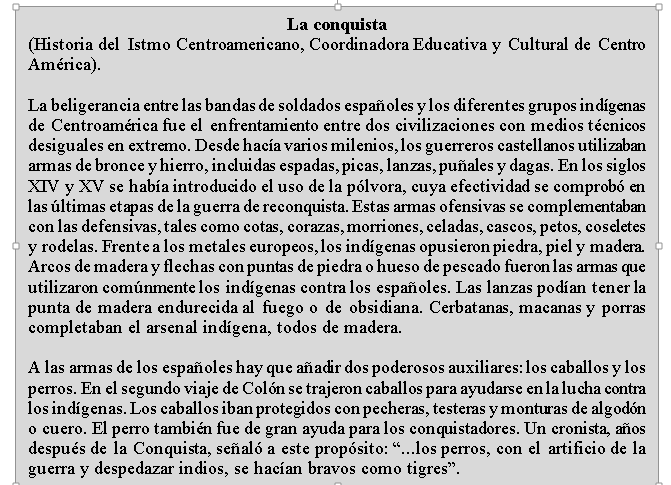 La conquista
(Historia del Istmo Centroamericano, Coordinadora Educativa y Cultural de Centro
América).
La beligerancia entre las bandas de soldados españoles y los diferentes grupos indígenas
de Centroamérica fue el enfrentamiento entre dos civilizaciones con medios técnicos
desiguales en extremo. Desde hacía varios milenios, los guerreros castellanos utilizaban
armas de bronce y hierro, incluidas espadas, picas, lanzas, puñales y dagas. En los siglos
XIV y XV se había introducido el uso de la pólvora, cuya efectividad se comprobó en
las últimas etapas de la guerra de reconquista. Estas armas ofensivas se complementaban
con las defensivas, tales como cotas, corazas, morriones, celadas, cascos, petos, coseletes
y rodelas. Frente a los metales europeos, los indígenas opusieron piedra, piel y madera.
Arcos de madera y flechas con puntas de piedra o hueso de pescado fueron las armas que
utilizaron comúnmente los indígenas contra los españoles. Las lanzas podían tener la
punta de madera endurecida al fuego o de obsidiana. Cerbatanas, macanas y porras
completaban el arsenal indígena, todos de madera.
A las armas de los españoles hay que añadir dos poderosos auxiliares: los caballos y los
perros. En el segundo viaje de Colón se trajeron caballos para ayudarse en la lucha contra
los indígenas. Los caballos iban protegidos con pecheras, testeras y monturas de algodón
o cuero. El perro también fue de gran ayuda para los conquistadores. Un cronista, años
después de la Conquista, señaló a este propósito: “...los perros, con el artificio de la
guerra y despedazar indios, se hacían bravos como tigres”.